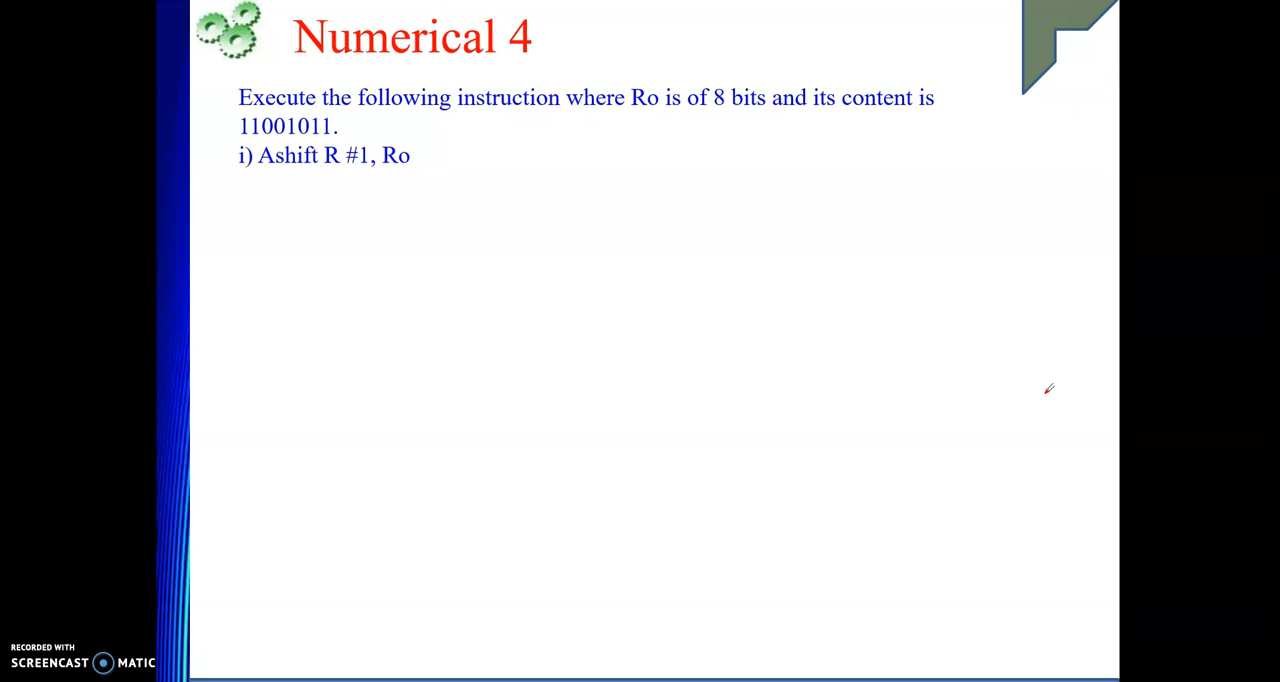 Numerical 4
Execute the following instruction where Ro is of 8 bits and its content is
11001011.
i) Ashift R #1, Ro
RECORDED WITH
SCREENCAST MATIC